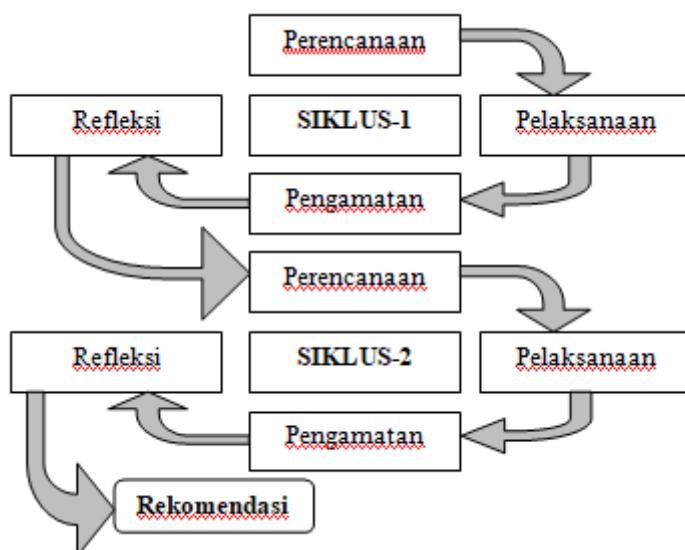 Perencanaan
Refleksi
SIKLUS-1
Pelaksanaan
Pengamatan
Perencanaan
Refleksi
SIKLUS-2
Pelaksanaan
Pengamatan
Rekomendasi